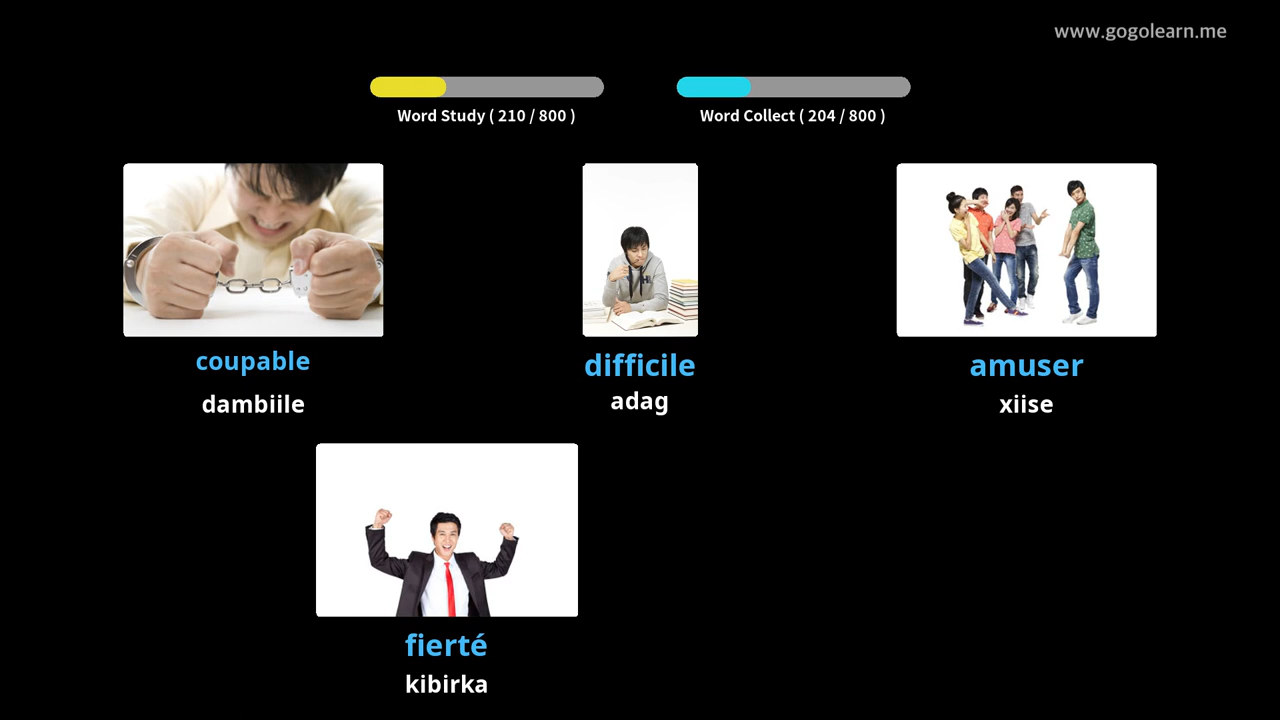 www.gogolearn.me
Word Study ( 210 / 800 )
Word Collect ( 204 / 800 )
coupable
dambiile
difficile
adag
amuser
xiise
fierté
kibirka